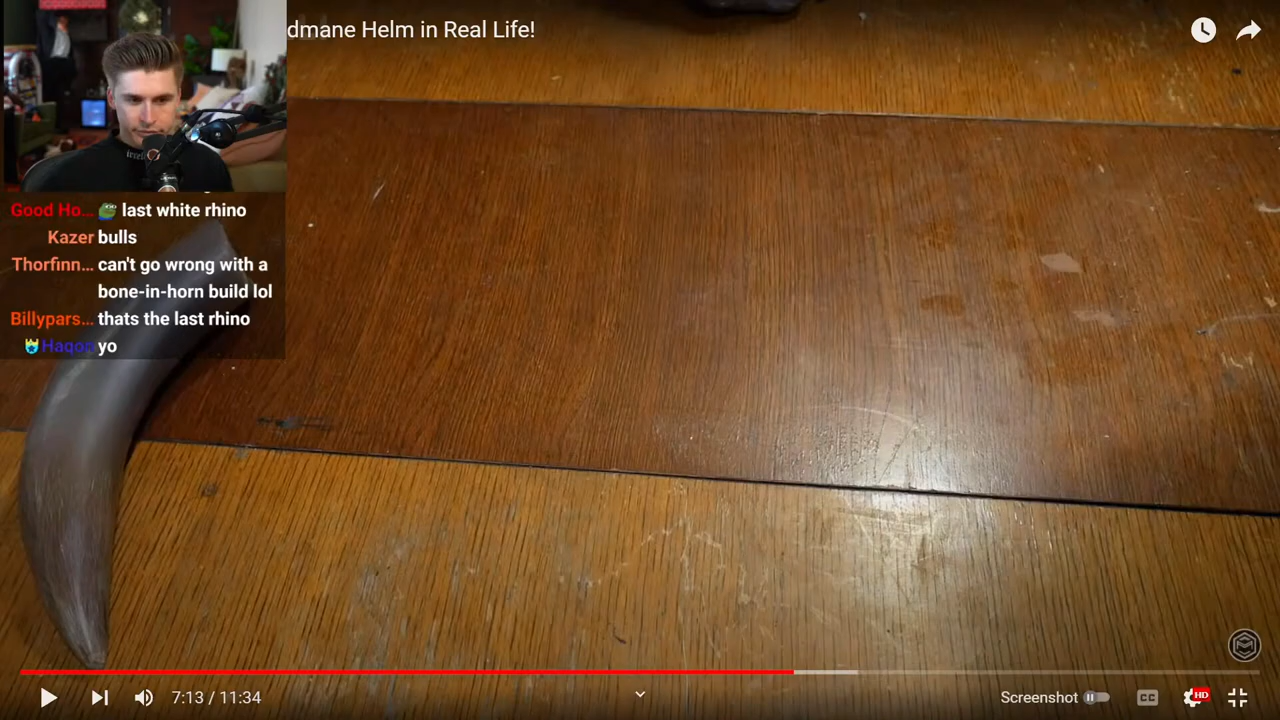 dmane Helm in Real Life!
Good Ho... last white rhino
Kazer bulls
Thorfinn... can't go wrong with a
bone-in-horn build lol
Billypars... thats the last rhino
Haqon yo
7:13 / 11:34
Screenshot
CC
HD